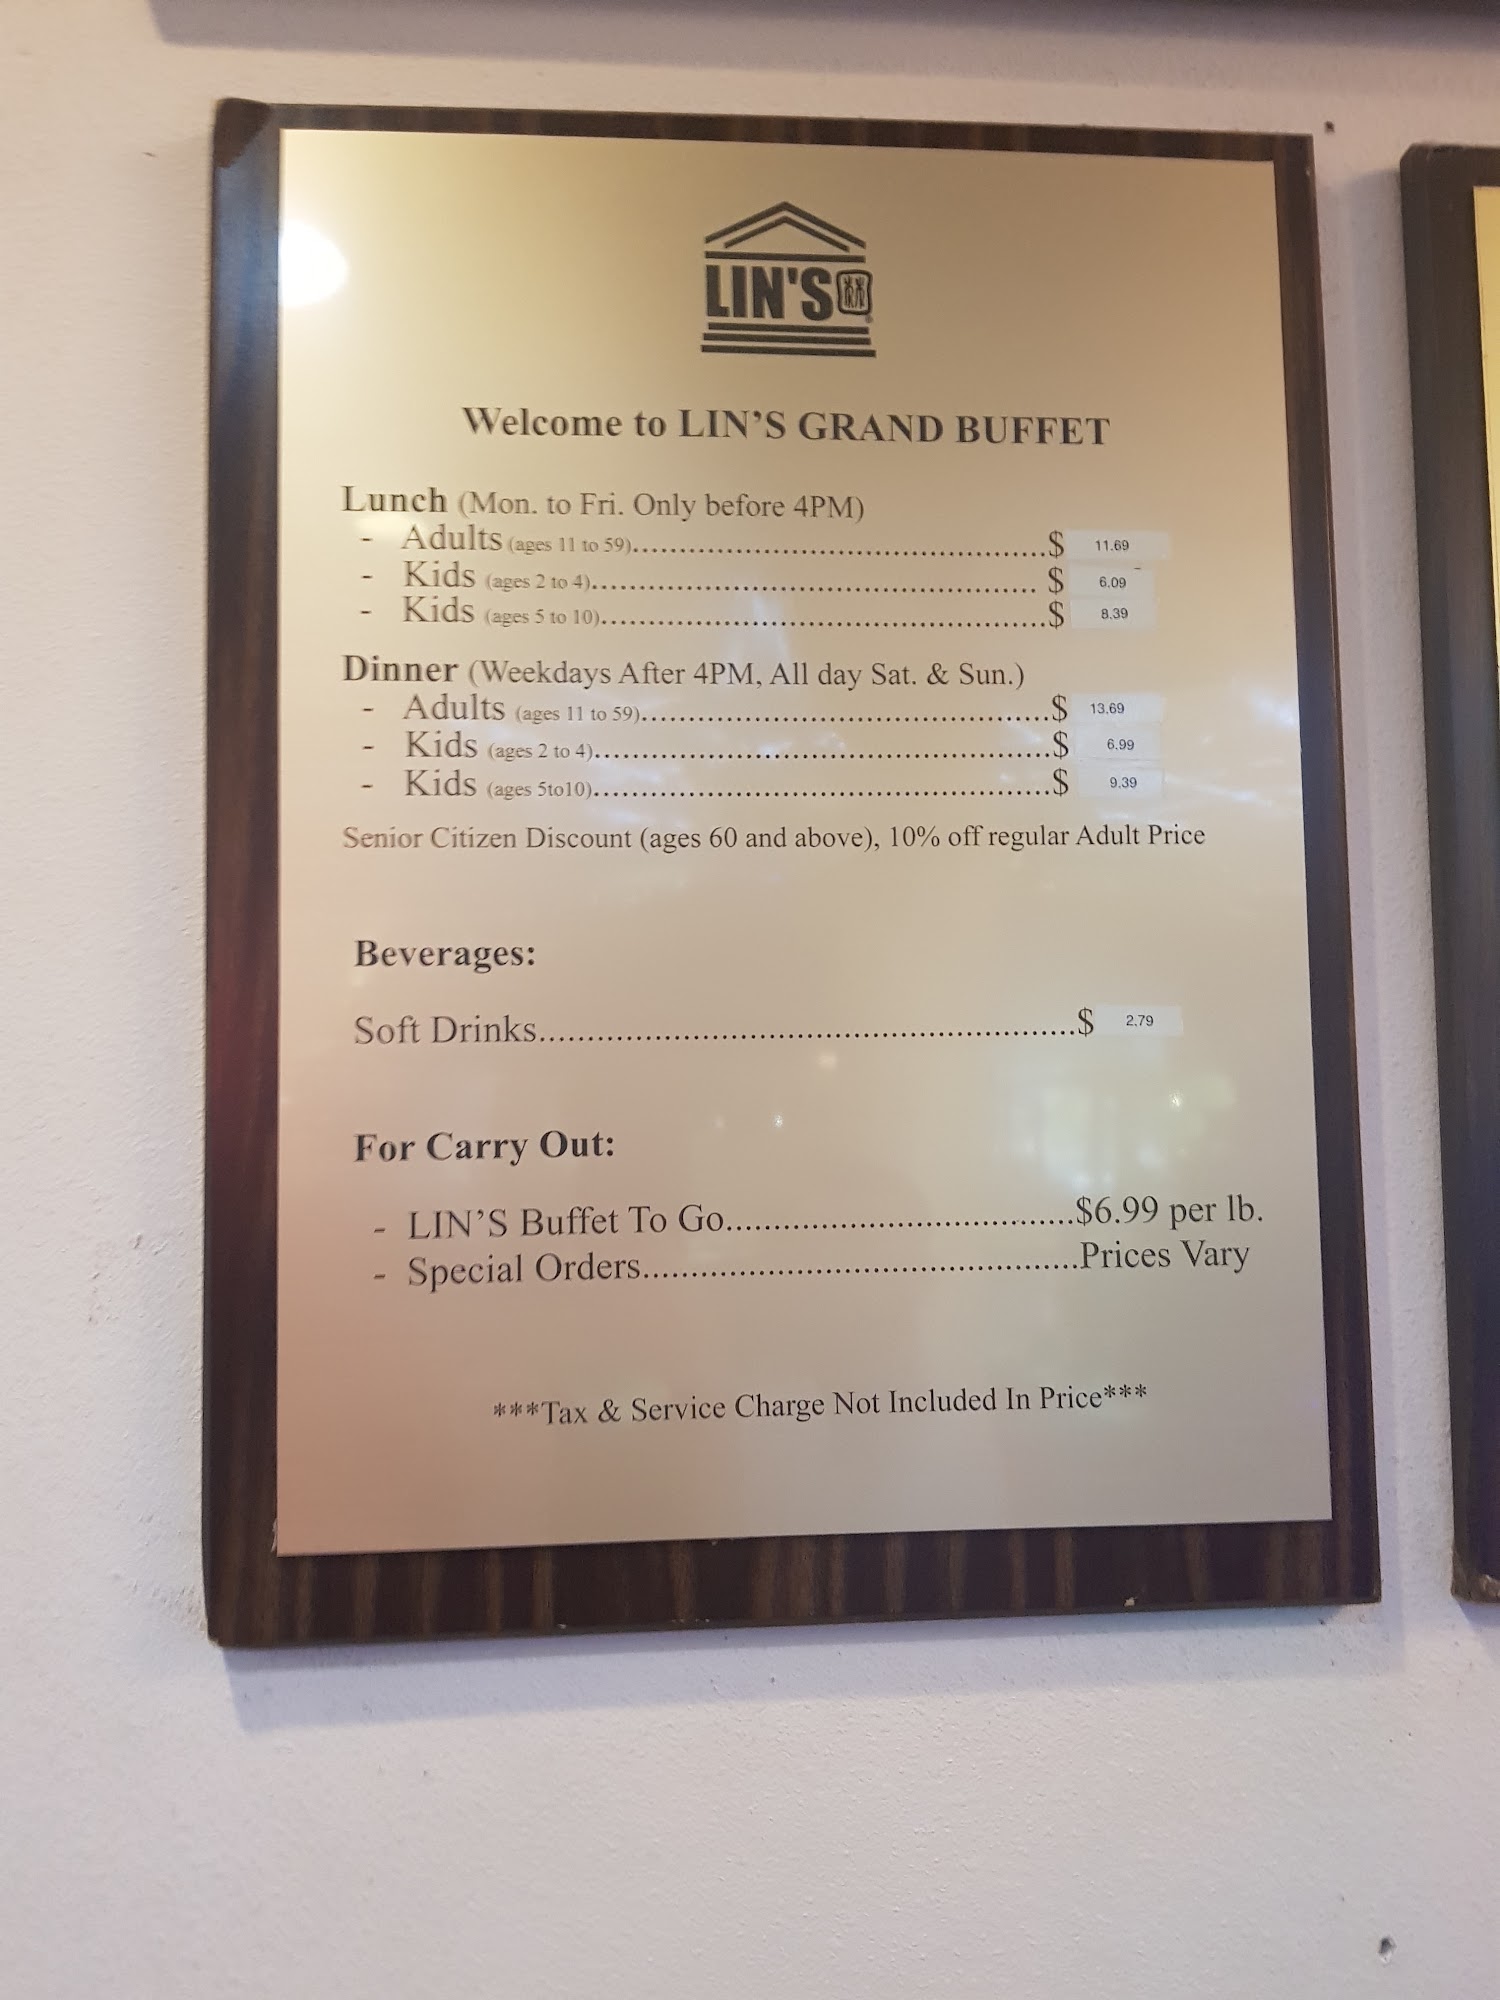 LIN'S
Welcome to LIN'S GRAND BUFFET
Lunch (Mon. to Fri. Only before 4PM)
- Adults (ages 11 to 59)................................................$ 11.69
- Kids (ages 2 to 4)................................................ $ 6.09
- Kids (ages 5 to 10)................................................$ 8.39
Dinner (Weekdays After 4PM, All day Sat. & Sun.)
- Adults (ages 11 to 59)................................................$ 13.69
- Kids (ages 2 to 4)................................................$ 6.99
- Kids (ages 5to10)................................................$ 9.39
Senior Citizen Discount (ages 60 and above), 10% off regular Adult Price
Beverages:
Soft Drinks................................................$ 2.79
For Carry Out:
- LIN'S Buffet To Go......................................$6.99 per lb.
- Special Orders................................................Prices Vary
***Tax & Service Charge Not Included In Price***